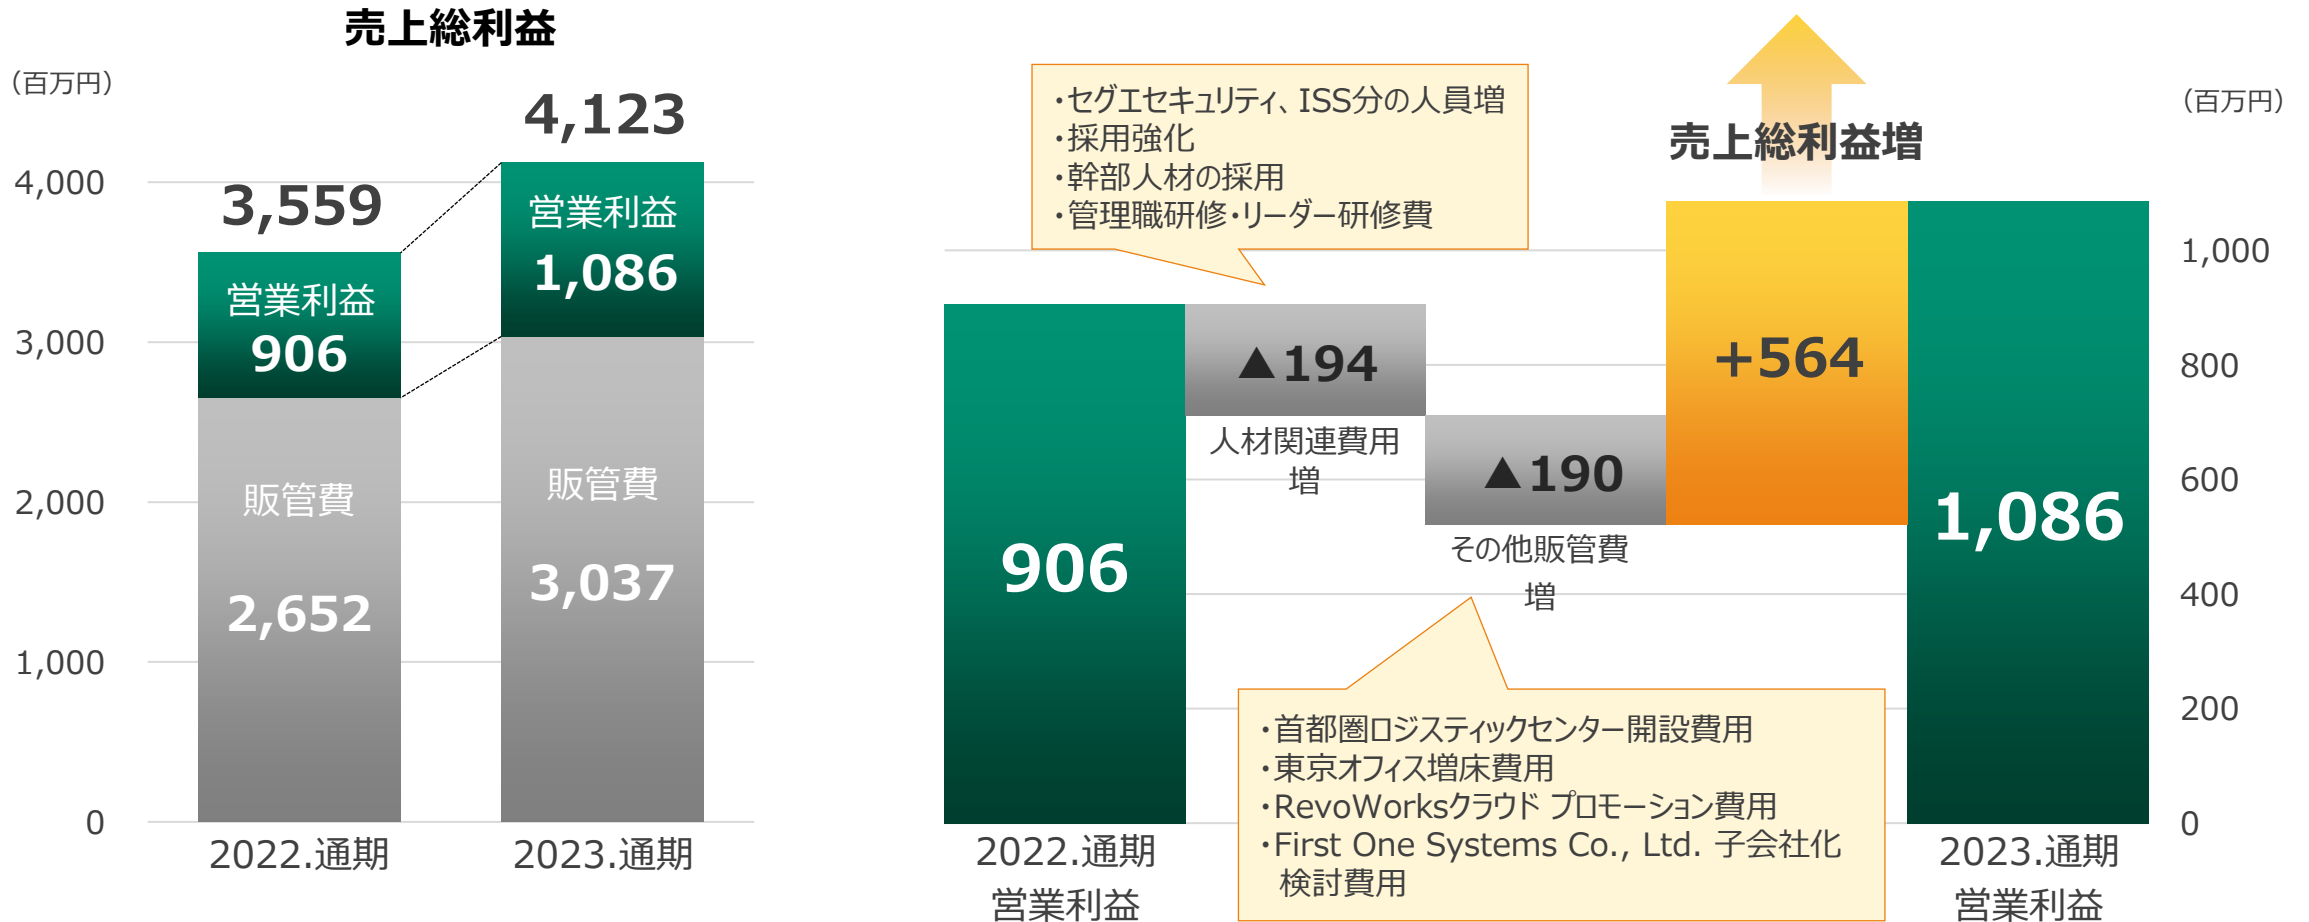 売上総利益
（百万円）
4,123
3,559
営業利益
1,086
営業利益
906
販管費
3,037
販管費
2,652
4,000
3,000
2,000
1,000
0
2022.通期
2023.通期
・セグエセキュリティ、ISS分の人員増
・採用強化
・幹部人材の採用
・管理職研修・リーダー研修費
売上総利益増
（百万円）
906
▲194
人材関連費用
増
▲190
その他販管費
増
+564
1,086
・首都圏ロジスティックセンター開設費用
・東京オフィス増床費用
・RevoWorksクラウド プロモーション費用
・First One Systems Co., Ltd. 子会社化
検討費用
1,000
800
600
400
200
0
2022.通期
営業利益
2023.通期
営業利益